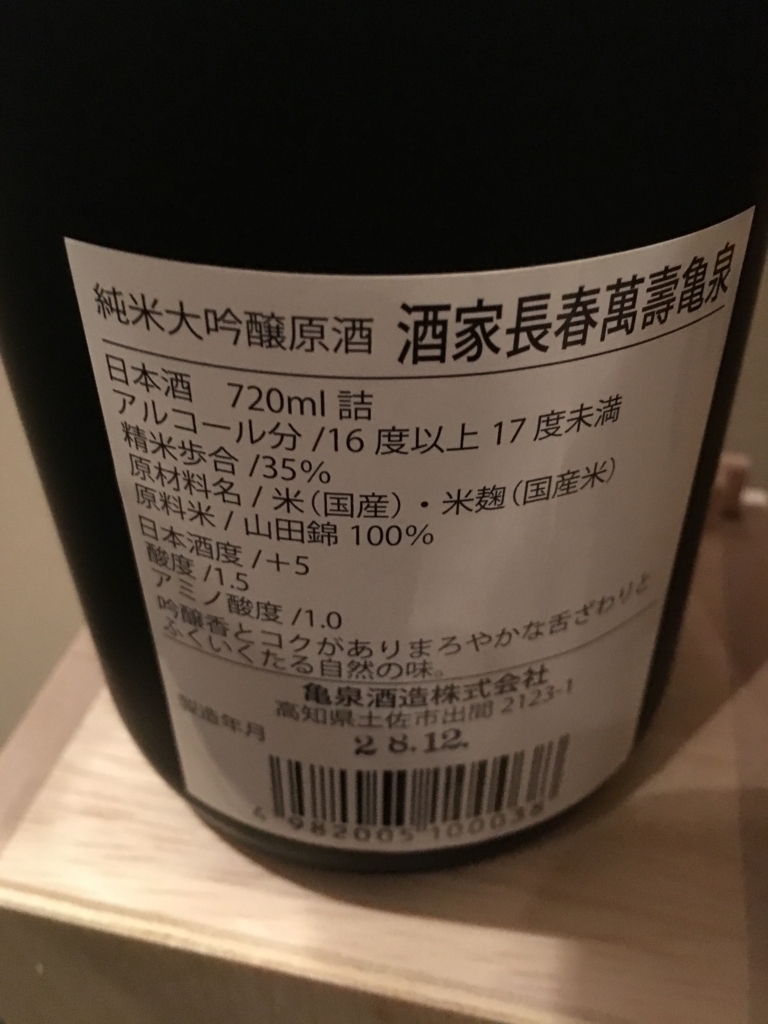 純米大吟醸原酒 酒家長春萬壽亀泉
日本酒 720ml 詰
アルコール分 /16 度以上 17 度未満
精米歩合 /35%
原材料名 / 米(国産)・米麹(国産米)
原料米 / 山田錦 100%
日本酒度 /+5
酸度 /1.5
アミノ酸度 /1.0
吟醸香とコクがありまろやかな舌ざわりと
ふくいくたる自然の味。
亀泉酒造株式会社
高知県土佐市出間 2123-1
製造年月 28.12.
4 982005 100038